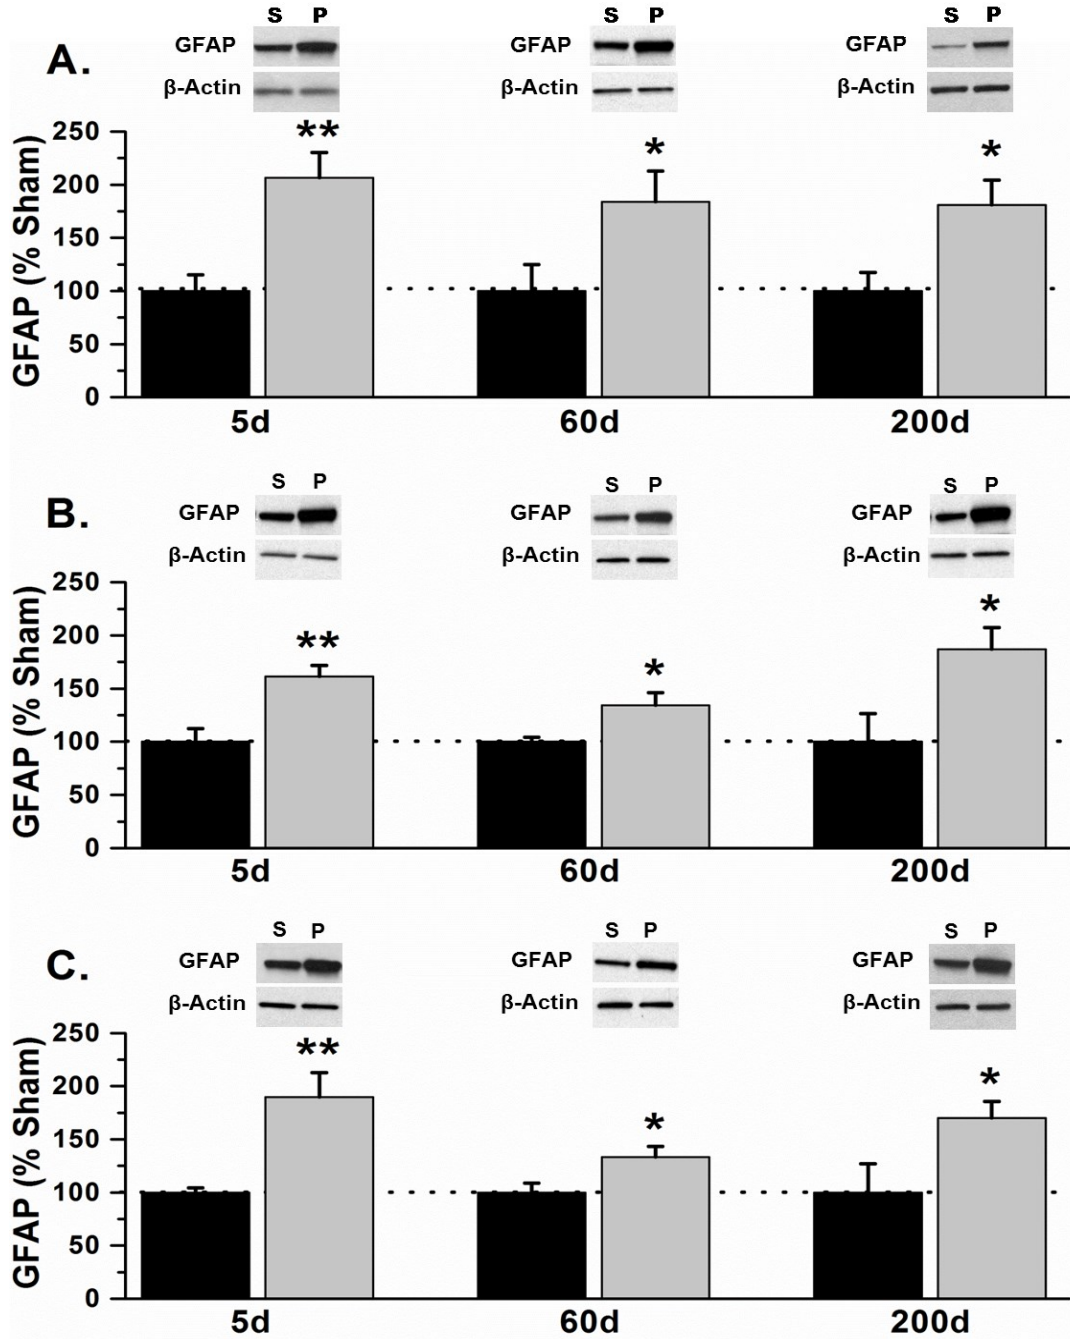 S P
S P
S P
A.
GFAP
GFAP
GFAP
β-Actin
β-Actin
β-Actin
GFAP (% Sham)
250
200
150
100
50
0
**
*
*
5d
60d
200d
S P
S P
S P
B.
GFAP
GFAP
GFAP
β-Actin
β-Actin
β-Actin
GFAP (% Sham)
250
200
150
100
50
0
**
*
*
5d
60d
200d
S P
S P
S P
C.
GFAP
GFAP
GFAP
β-Actin
β-Actin
β-Actin
GFAP (% Sham)
250
200
150
100
50
0
**
*
*
5d
60d
200d